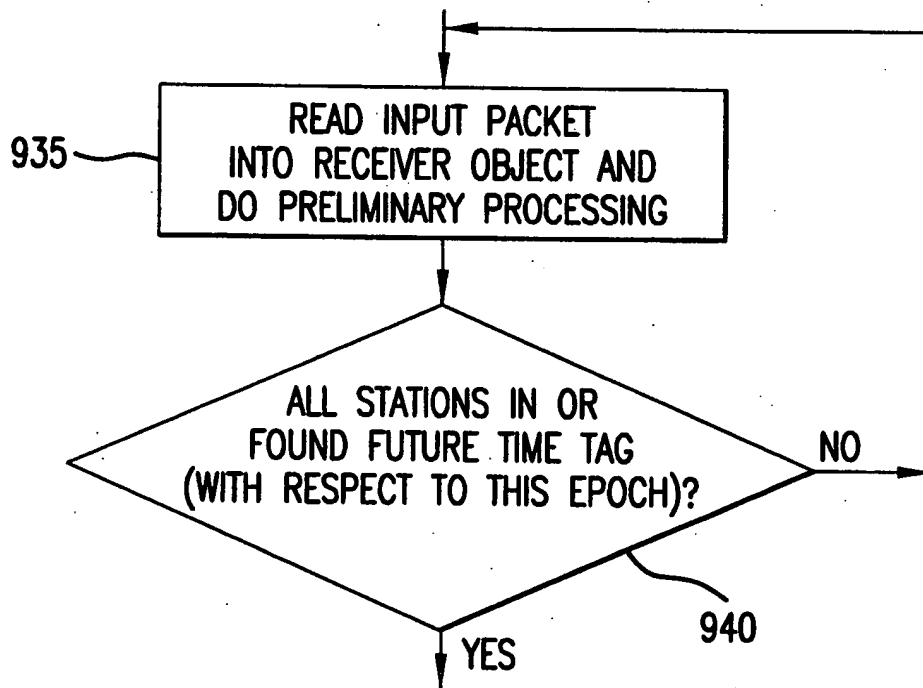 READ INPUT PACKET
INTO RECEIVER OBJECT AND
DO PRELIMINARY PROCESSING
935
ALL STATIONS IN OR
FOUND FUTURE TIME TAG
(WITH RESPECT TO THIS EPOCH)?
NO
940
YES